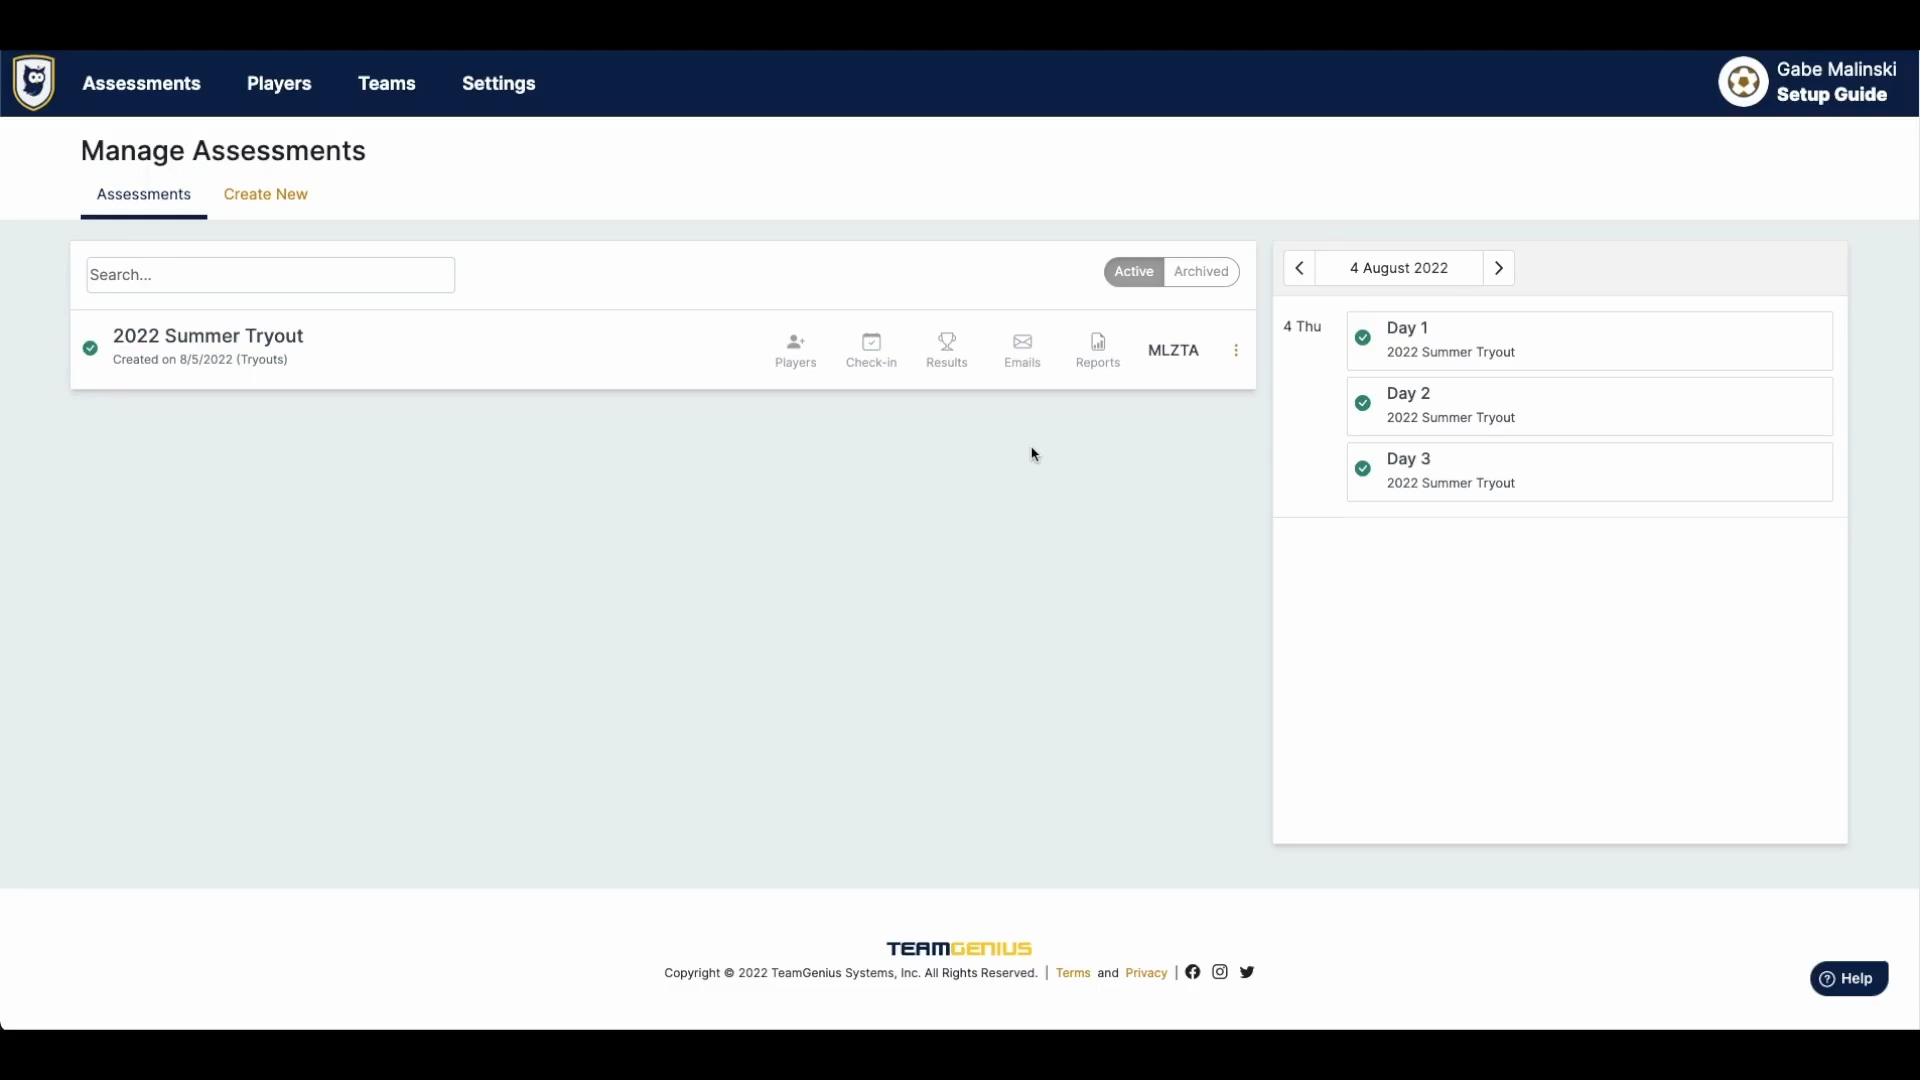 Assessments Players Teams Settings
Gabe Malinski
Setup Guide
Manage Assessments
Assessments Create New
Search...
Active Archived
2022 Summer Tryout
Created on 8/5/2022 (Tryouts)
Players Check-in Results Emails Reports
MLZTA
4 August 2022
4 Thu
Day 1
2022 Summer Tryout
Day 2
2022 Summer Tryout
Day 3
2022 Summer Tryout
TEAMGENIUS
Copyright © 2022 TeamGenius Systems, Inc. All Rights Reserved. | Terms and Privacy |
Help